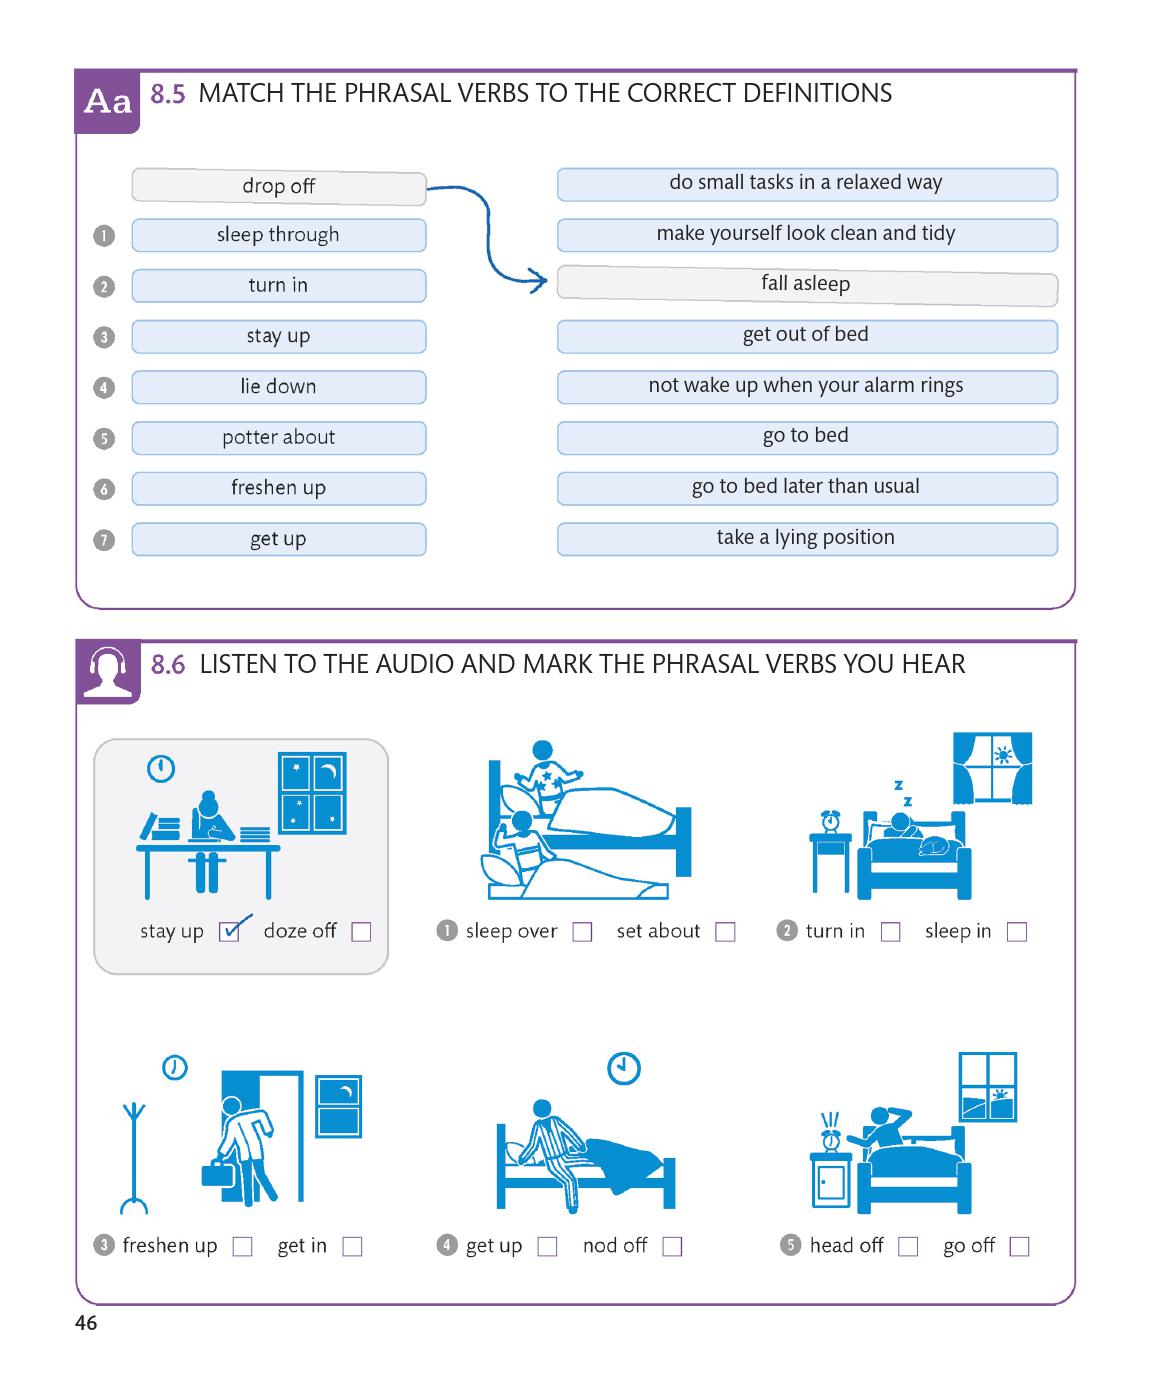 Aa 8.5 MATCH THE PHRASAL VERBS TO THE CORRECT DEFINITIONS
drop off
do small tasks in a relaxed way
1 sleep through
make yourself look clean and tidy
2 turn in
fall asleep
3 stay up
get out of bed
4 lie down
not wake up when your alarm rings
5 potter about
go to bed
6 freshen up
go to bed later than usual
7 get up
take a lying position
8.6 LISTEN TO THE AUDIO AND MARK THE PHRASAL VERBS YOU HEAR
z
z
stay up doze off
1 sleep over set about
2 turn in sleep in
3 freshen up get in
4 get up nod off
5 head off go off
46